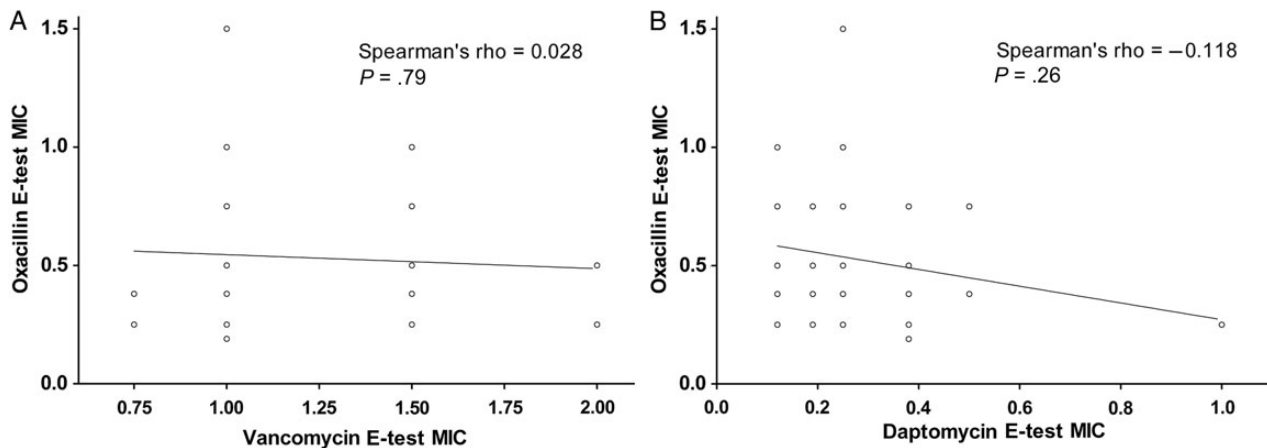 A
Spearman's rho = 0.028
P = .79
Oxacillin E-test MIC
1.5
1.0
0.5
0.0
0.75 1.00 1.25 1.50 1.75 2.00
Vancomycin E-test MIC
B
Spearman's rho = −0.118
P = .26
Oxacillin E-test MIC
1.5
1.0
0.5
0.0
0.0 0.2 0.4 0.6 0.8 1.0
Daptomycin E-test MIC